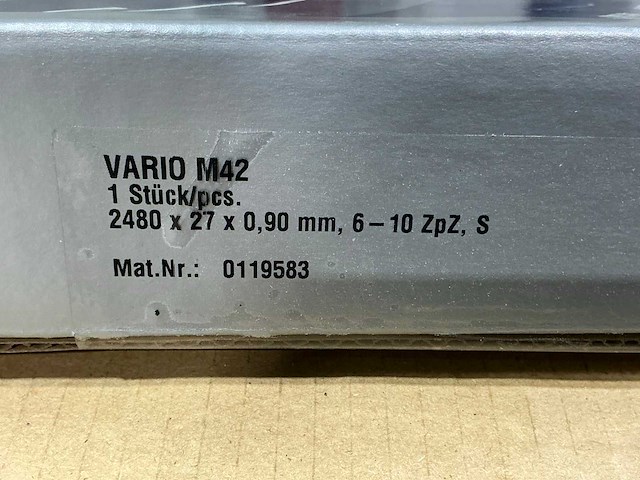 VARIO M42
1 Stück/pcs.
2480 x 27 x 0,90 mm, 6–10 ZpZ, S
Mat.Nr.: 0119583